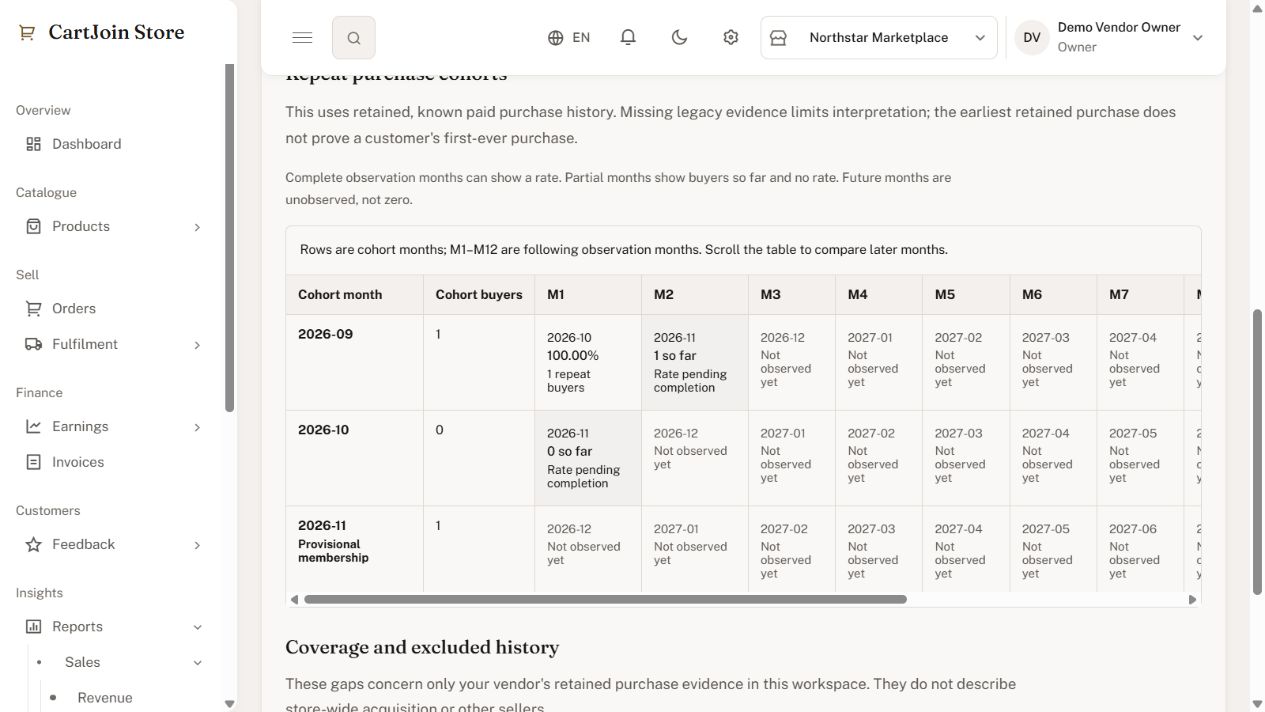 CartJoin Store
Overview
Dashboard
Catalogue
Products
Sell
Orders
Fulfilment
Finance
Earnings
Invoices
Customers
Feedback
Insights
Reports
Sales
Revenue
EN
Northstar Marketplace
DV
Demo Vendor Owner
Owner
Repeat purchase cohorts
This uses retained, known paid purchase history. Missing legacy evidence limits interpretation; the earliest retained purchase does
not prove a customer's first-ever purchase.
Complete observation months can show a rate. Partial months show buyers so far and no rate. Future months are
unobserved, not zero.
Rows are cohort months; M1–M12 are following observation months. Scroll the table to compare later months.
Cohort month Cohort buyers M1 M2 M3 M4 M5 M6 M7
2026-09 1
2026-10
100.00%
1 repeat
buyers
2026-11
1 so far
Rate pending
completion
2026-12
Not
observed
yet
2027-01
Not
observed
yet
2027-02
Not
observed
yet
2027-03
Not
observed
yet
2027-04
Not
observed
yet
2026-10 0
2026-11
0 so far
Rate pending
completion
2026-12
Not observed
yet
2027-01
Not
observed
yet
2027-02
Not
observed
yet
2027-03
Not
observed
yet
2027-04
Not
observed
yet
2027-05
Not
observed
yet
2026-11
Provisional
membership
1
2026-12
Not observed
yet
2027-01
Not observed
yet
2027-02
Not
observed
yet
2027-03
Not
observed
yet
2027-04
Not
observed
yet
2027-05
Not
observed
yet
2027-06
Not
observed
yet
Coverage and excluded history
These gaps concern only your vendor's retained purchase evidence in this workspace. They do not describe
store-wide acquisition or other sellers.